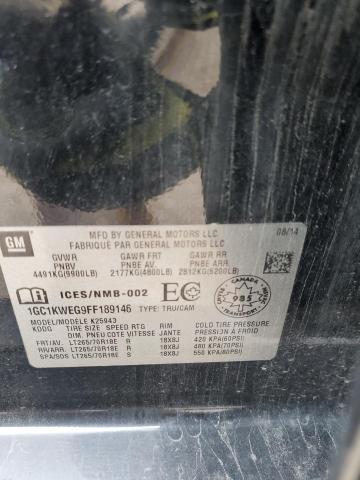 GM
MFD BY GENERAL MOTORS LLC
FABRIQUÉ PAR GENERAL MOTORS LLC
08/14
GVWR GAWR FRT GAWR RR
PNBV PNBE AV PNBE ARR
4491KG(9900LB) 2177KG(4800LB) 2812KG(6200LB)
ICES/NMB-002 EC
CANADA
985
1GC1KWEG9FF189146 TYPE: TRU/CAM
MODEL/MODÈLE K25943
TIRE SIZE SPEED RTG RIM COLD TIRE PRESSURE
DIM. PNEU COTE VITESSE JANTE PRESSION À FROID
FRT/AV. LT265/70R18E R 18X8J 420 KPA(60PSI)
RR/ARR. LT265/70R18E R 18X8J 480 KPA(70PSI)
SPA/SOS LT265/70R18E S 18X8J 550 KPA(80PSI)